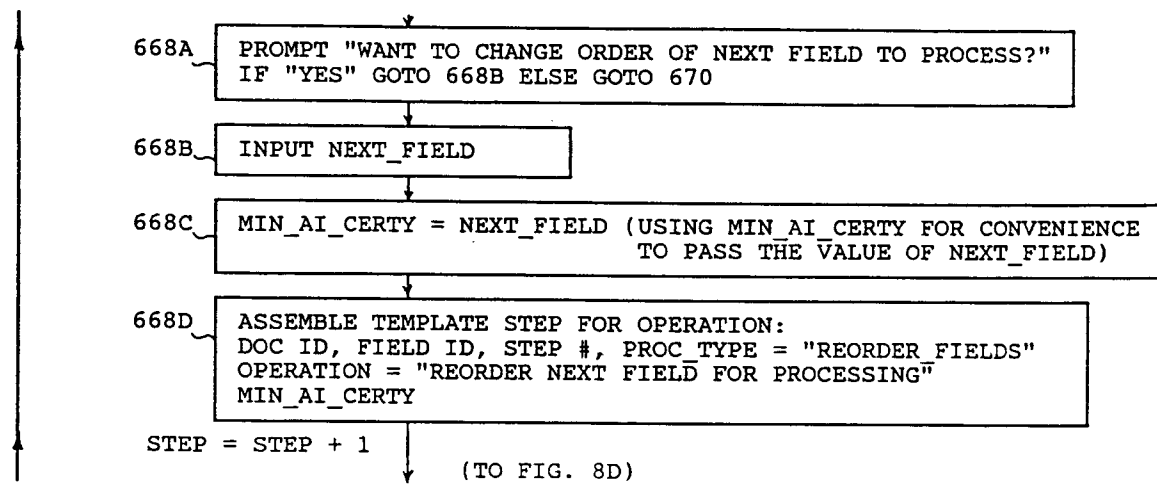 668A PROMPT "WANT TO CHANGE ORDER OF NEXT FIELD TO PROCESS?"
IF "YES" GOTO 668B ELSE GOTO 670
668B INPUT NEXT_FIELD
668C MIN_AI_CERTY = NEXT_FIELD (USING MIN_AI_CERTY FOR CONVENIENCE
TO PASS THE VALUE OF NEXT_FIELD)
668D ASSEMBLE TEMPLATE STEP FOR OPERATION:
DOC ID, FIELD ID, STEP #, PROC_TYPE = "REORDER_FIELDS"
OPERATION = "REORDER NEXT FIELD FOR PROCESSING"
MIN_AI_CERTY
STEP = STEP + 1
(TO FIG. 8D)